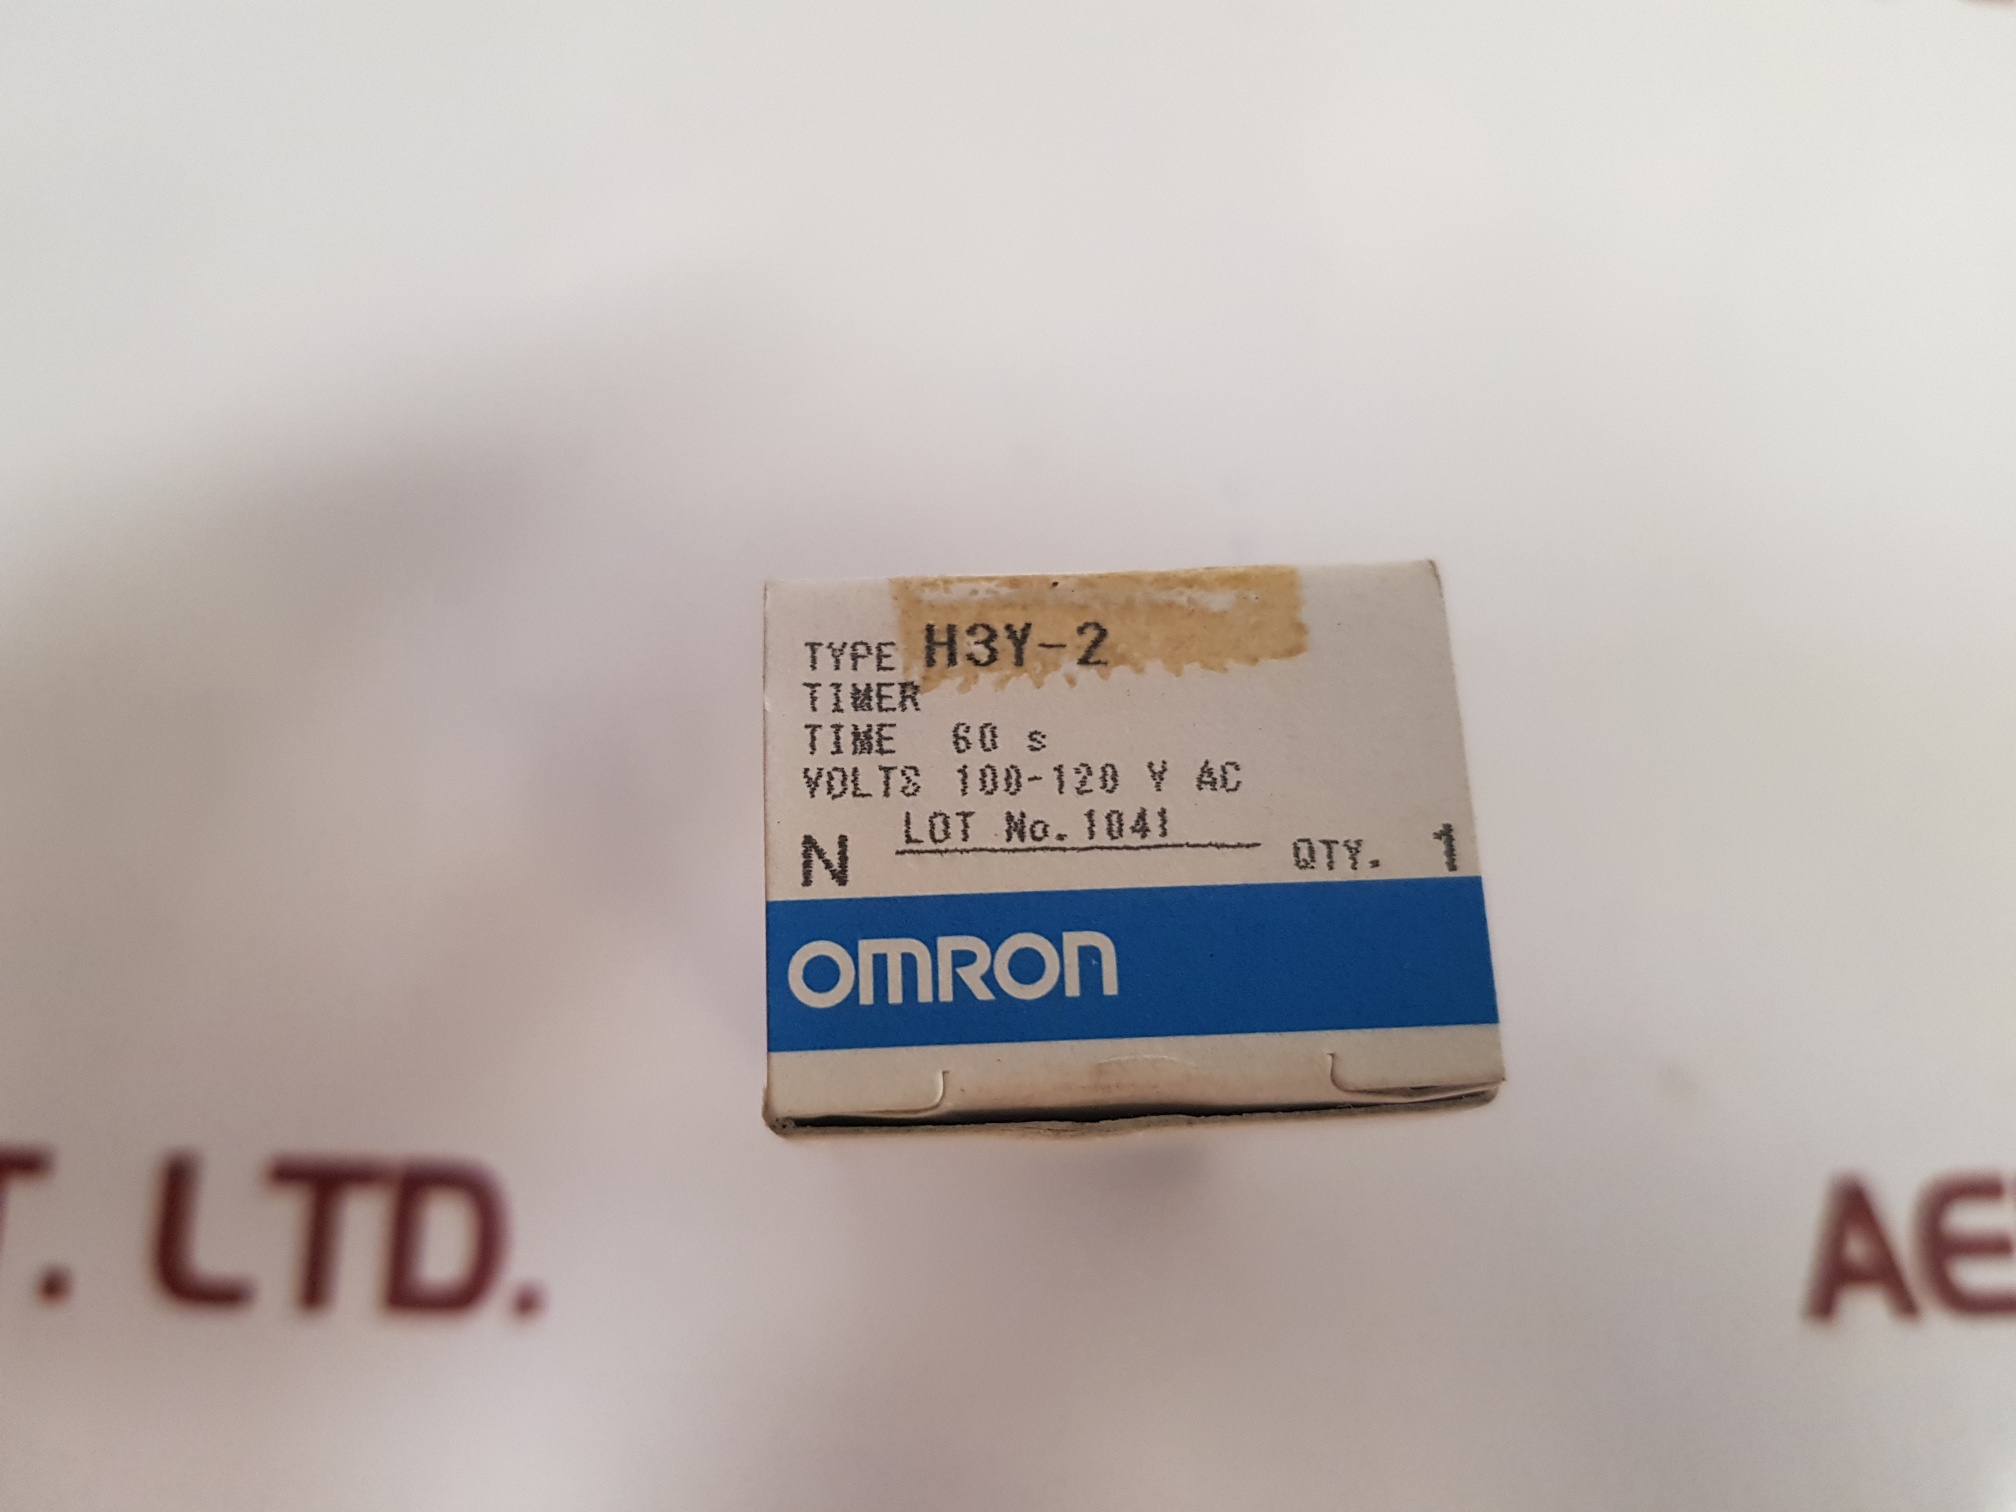 TYPE H3Y-2
TIMER
TIME 60 s
VOLTS 100-120 V AC
LOT No. 1041
N QTY. 1
OMRON
T. LTD. AE